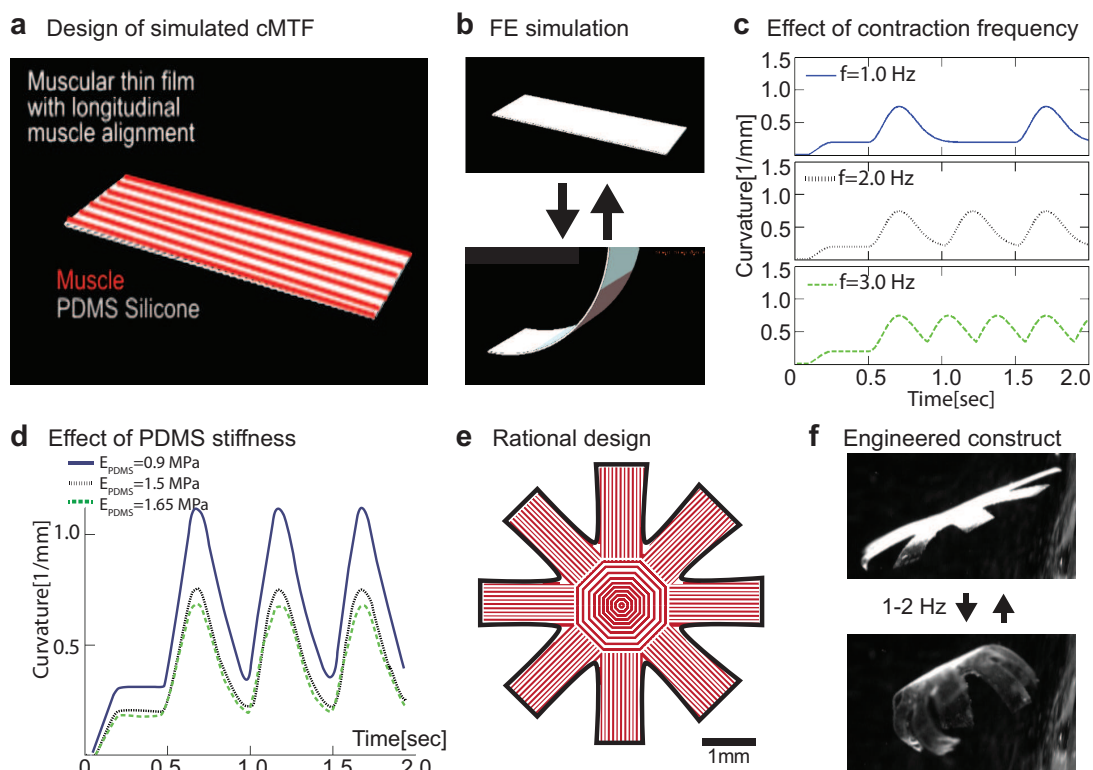 a Design of simulated cMTF
Muscular thin film
with longitudinal
muscle alignment
Muscle
PDMS Silicone
b FE simulation
c Effect of contraction frequency
Curvature[1/mm]
1.5
1.0
0.5
f=1.0 Hz
1.5
1.0
0.5
f=2.0 Hz
1.5
1.0
0.5
f=3.0 Hz
0 0.5 1.0 1.5 2.0
Time[sec]
d Effect of PDMS stiffness
E PDMS=0.9 MPa
E PDMS=1.5 MPa
E PDMS=1.65 MPa
Curvature[1/mm]
1.0
0.5
Time[sec]
0 0.5 1.0 1.5 2.0
e Rational design
1mm
f Engineered construct
1-2 Hz